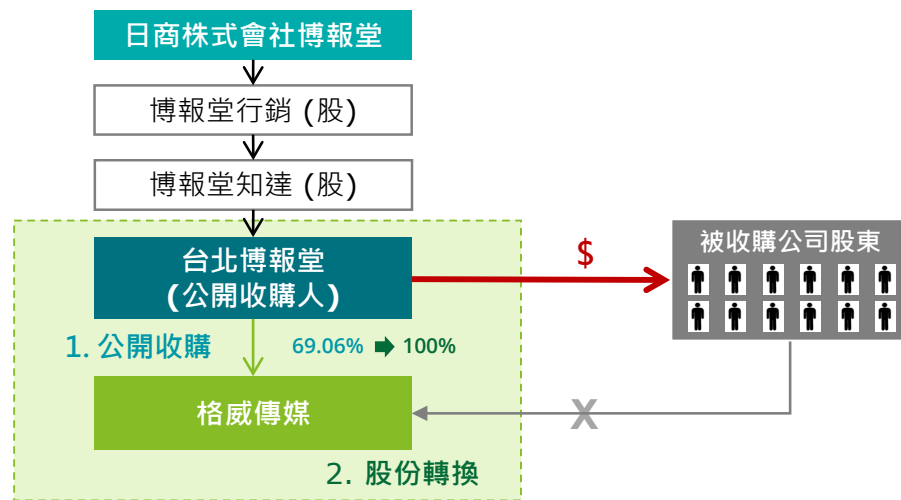 日商株式會社博報堂
博報堂行銷 (股)
博報堂知達 (股)
台北博報堂
(公開收購人)
$
被收購公司股東
1. 公開收購
69.06% 100%
格威傳媒
X
2. 股份轉換